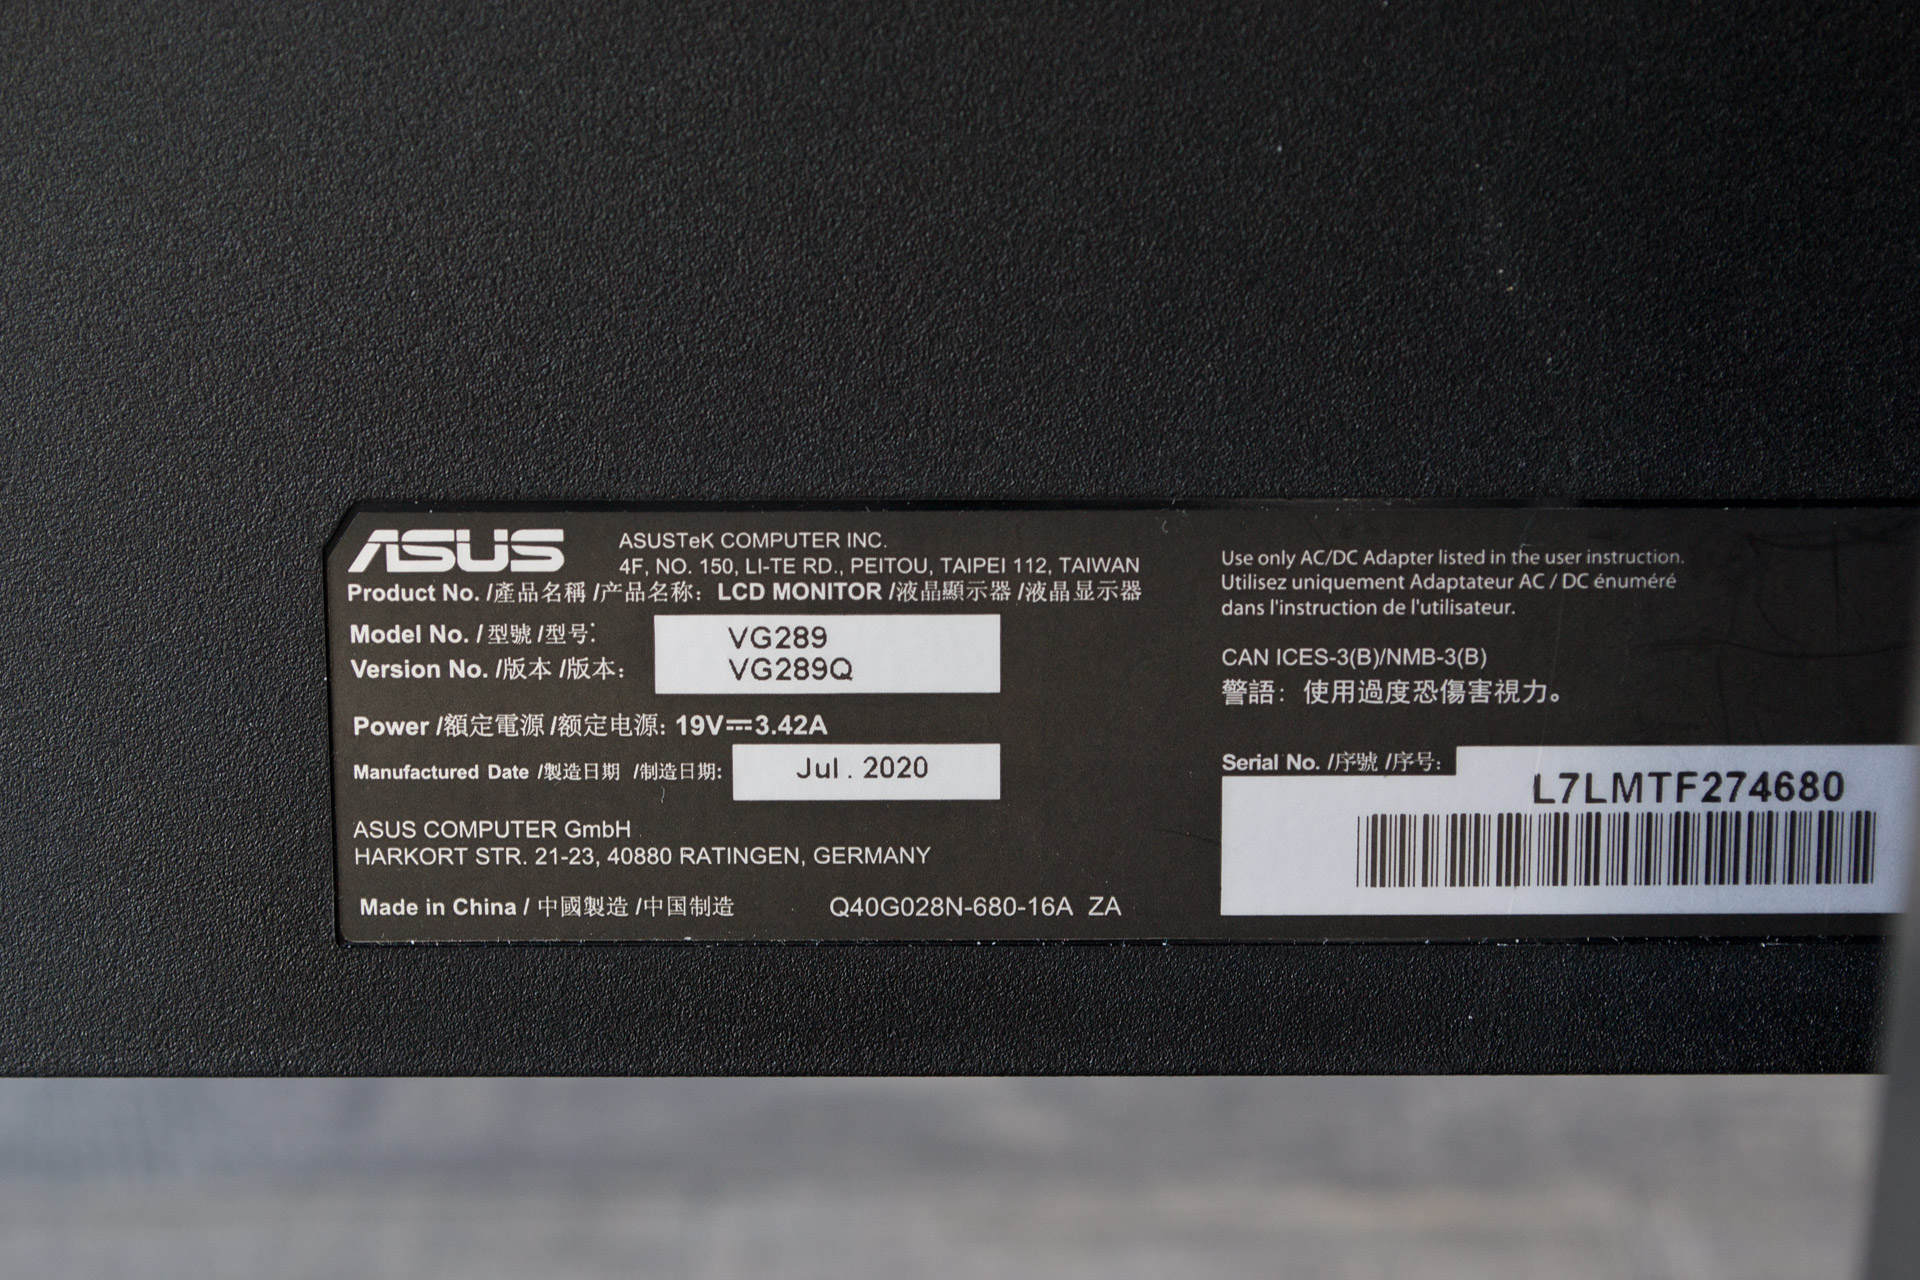 ASUS
ASUSTeK COMPUTER INC.
4F, NO. 150, LI-TE RD., PEITOU, TAIPEI 112, TAIWAN
Product No. /產品名稱 /产品名称: LCD MONITOR /液晶顯示器 /液晶显示器
Model No. / 型號 /型号: VG289
Version No. /版本 /版本: VG289Q
Power /額定電源 /额定电源: 19V⎓3.42A
Manufactured Date /製造日期 /制造日期: Jul . 2020
ASUS COMPUTER GmbH
HARKORT STR. 21-23, 40880 RATINGEN, GERMANY
Made in China / 中國製造 /中国制造 Q40G028N-680-16A ZA
Use only AC/DC Adapter listed in the user instruction.
Utilisez uniquement Adaptateur AC / DC énuméré
dans l'instruction de l'utilisateur.
CAN ICES-3(B)/NMB-3(B)
警語：使用過度恐傷害視力。
Serial No. /序號 /序号:
L7LMTF274680